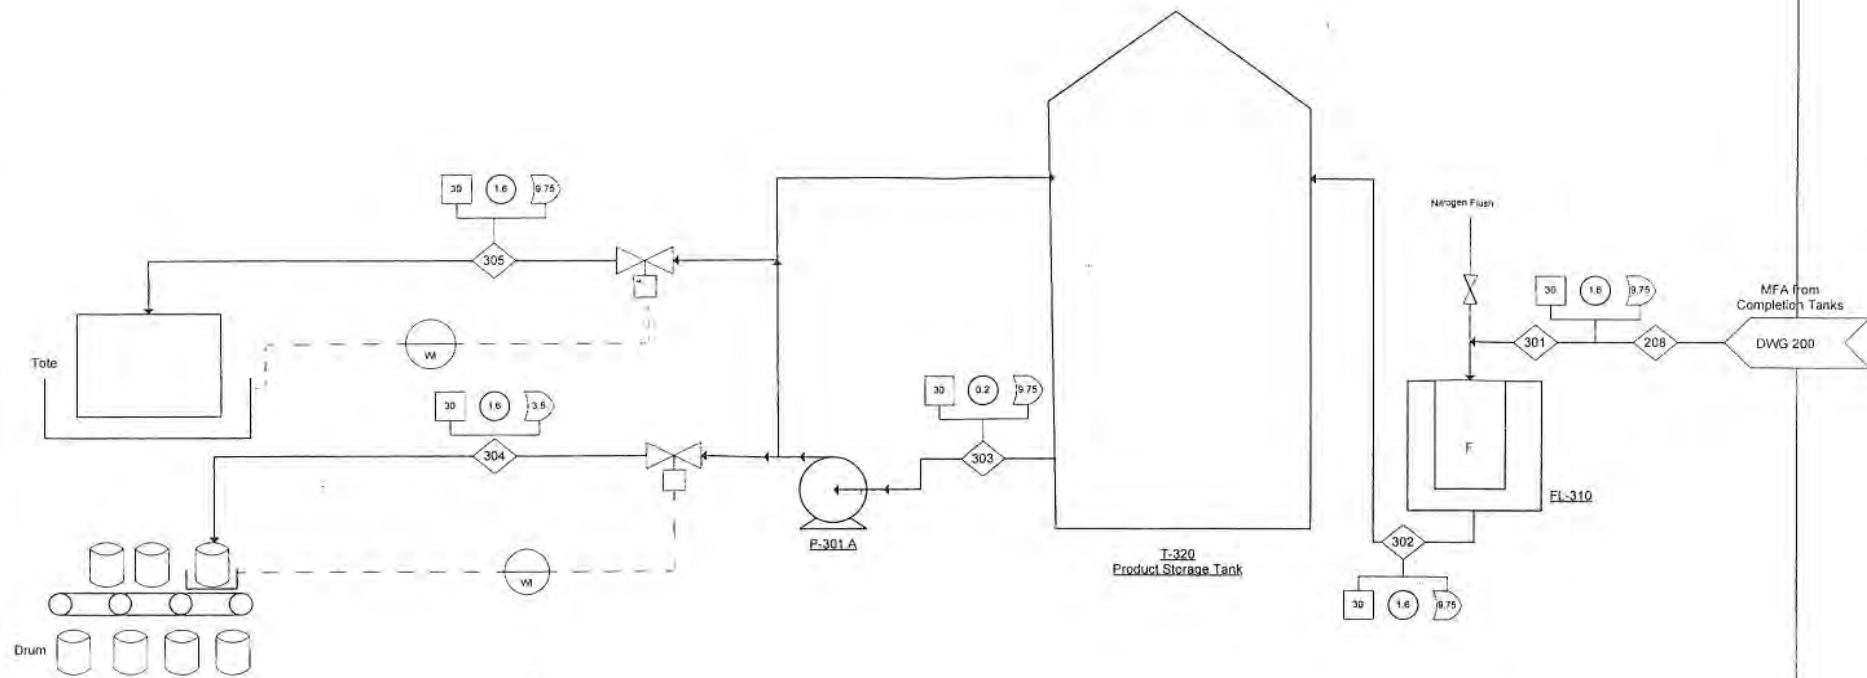 30
1.6
9.75
305
Nitrogen Flush
30
1.6
9.75
MFA from
Completion Tanks
301
208
DWG 200
WI
Tote
30
1.6
3.5
304
30
0.2
9.75
303
F
FL-310
P-301 A
T-320
Product Storage Tank
302
30
1.6
9.75
WI
Drum